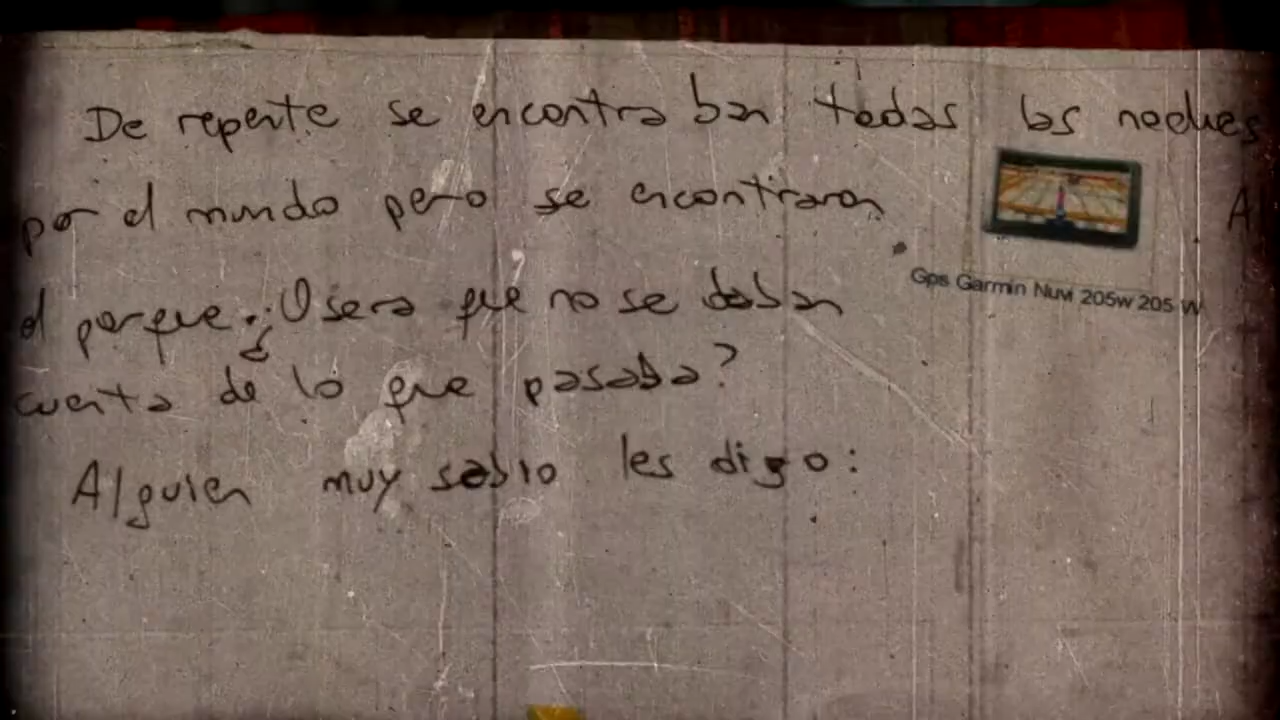 De repente se encontraban todas las noches
por el mundo pero se encontraron
A
Gps Garmin Nuvi 205w 205 W
el porque. ¿O sera que no se daban
cuenta de lo que pasaba?
Alguien muy sabio les digo: